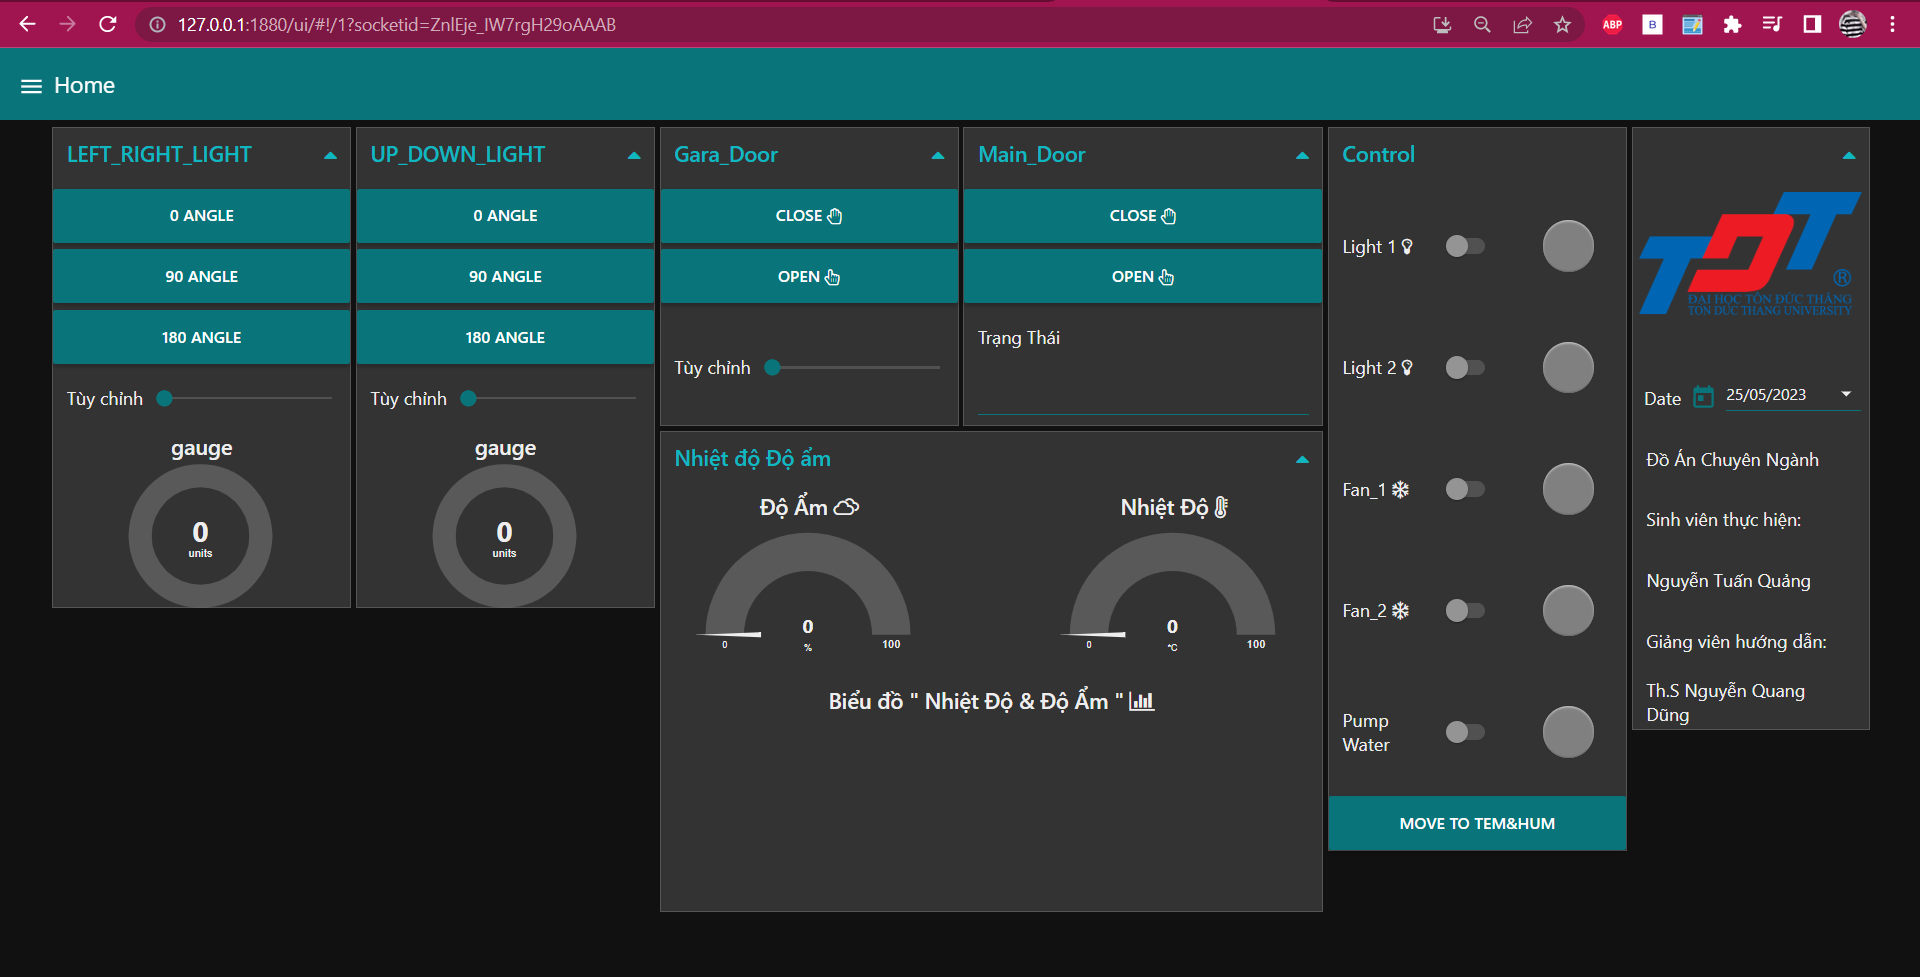 127.0.0.1:1880/ui/#!/1?socketid=ZnlEje_IW7rgH29oAAAB
ABP
B
Home
LEFT_RIGHT_LIGHT
0 ANGLE
90 ANGLE
180 ANGLE
Tùy chỉnh
gauge
0
units
UP_DOWN_LIGHT
0 ANGLE
90 ANGLE
180 ANGLE
Tùy chỉnh
gauge
0
units
Gara_Door
CLOSE
OPEN
Tùy chỉnh
Main_Door
CLOSE
OPEN
Trạng Thái
Nhiệt độ Độ ẩm
Độ Ẩm
0
%
0
100
Nhiệt Độ
0
°C
0
100
Biểu đồ " Nhiệt Độ & Độ Ẩm "
Control
Light 1
Light 2
Fan_1
Fan_2
Pump
Water
MOVE TO TEM&HUM
TDT
®
ĐẠI HỌC TÔN ĐỨC THẮNG
TON DUC THANG UNIVERSITY
Date
25/05/2023
Đồ Án Chuyên Ngành
Sinh viên thực hiện:
Nguyễn Tuấn Quảng
Giảng viên hướng dẫn:
Th.S Nguyễn Quang
Dũng